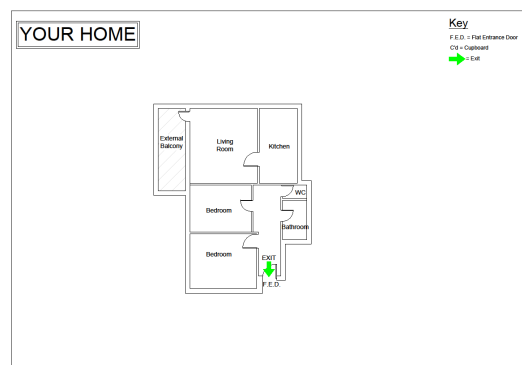 YOUR HOME
Key
F.E.D. = Flat Entrance Door
C'd = Cupboard
= Exit
External
Balcony
Living
Room
Kitchen
WC
Bedroom
Bathroom
Bedroom
EXIT
F.E.D.